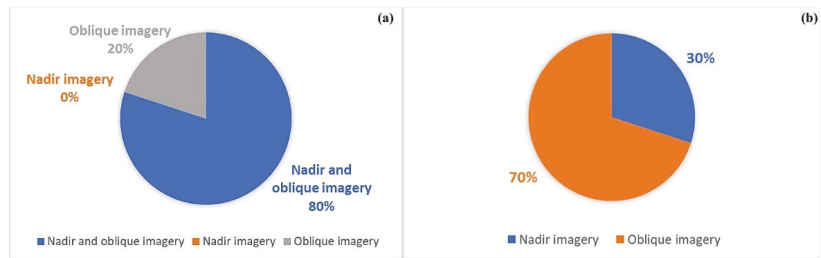 (a)
Oblique imagery
20%
Nadir imagery
0%
Nadir and
oblique imagery
80%
Nadir and oblique imagery Nadir imagery Oblique imagery
(b)
30%
70%
Nadir imagery Oblique imagery